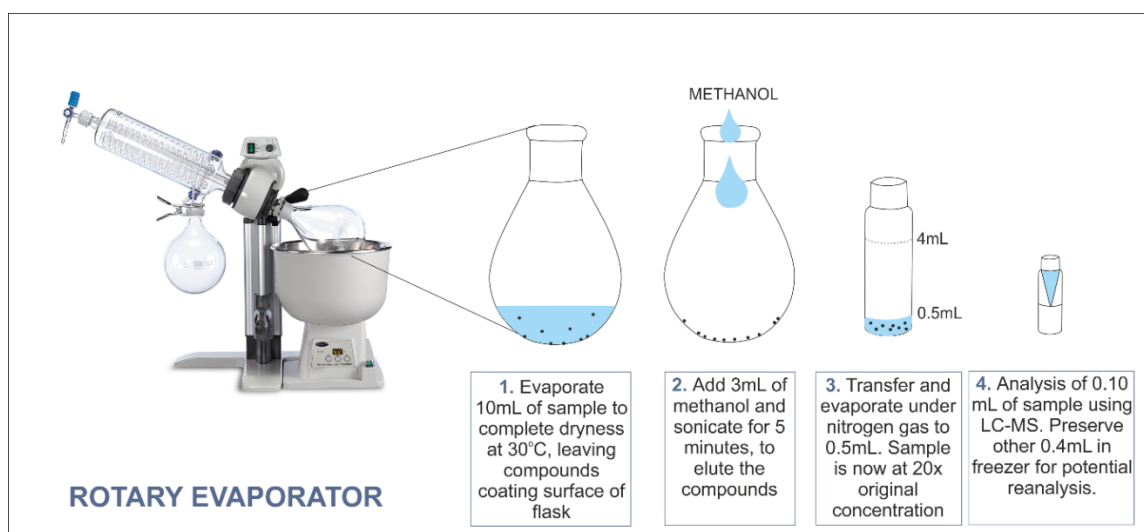 METHANOL
4mL
0.5mL
1. Evaporate
10mL of sample to
complete dryness
at 30°C, leaving
compounds
coating surface of
flask
2. Add 3mL of
methanol and
sonicate for 5
minutes, to
elute the
compounds
3. Transfer and
evaporate under
nitrogen gas to
0.5mL. Sample
is now at 20x
original
concentration
4. Analysis of 0.10
mL of sample using
LC-MS. Preserve
other 0.4mL in
freezer for potential
reanalysis.
ROTARY EVAPORATOR